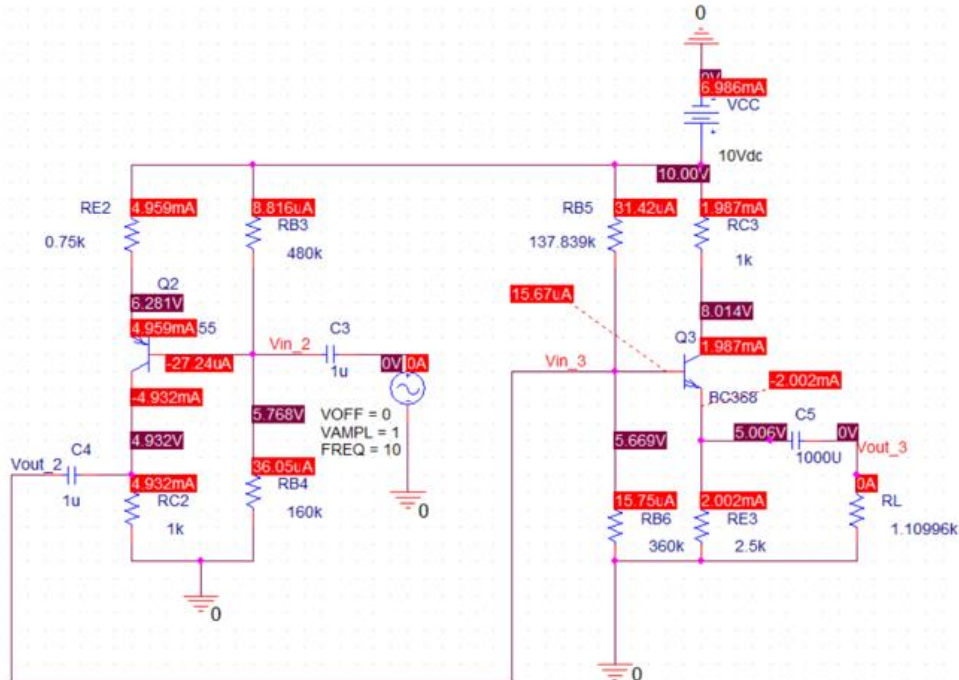 0
0V
6.986mA
VCC
10Vdc
10.00V
RE2
4.959mA
0.75k
8.816uA
RB3
480k
RB5
31.42uA
137.839k
1.987mA
RC3
1k
6.281V
Q2
4.959mA
55
-27.24uA
Vin_2
C3
1u
0V
0A
15.67uA
8.014V
Q3
1.987mA
Vin_3
-2.002mA
BC368
-4.932mA
5.768V
VOFF = 0
VAMPL = 1
FREQ = 10
0
4.932V
C4
Vout_2
1u
4.932mA
RC2
1k
36.05uA
RB4
160k
0
5.669V
5.006V
C5
0V
1000U
Vout_3
15.75uA
RB6
360k
2.002mA
RE3
2.5k
0A
RL
1.10996k
0